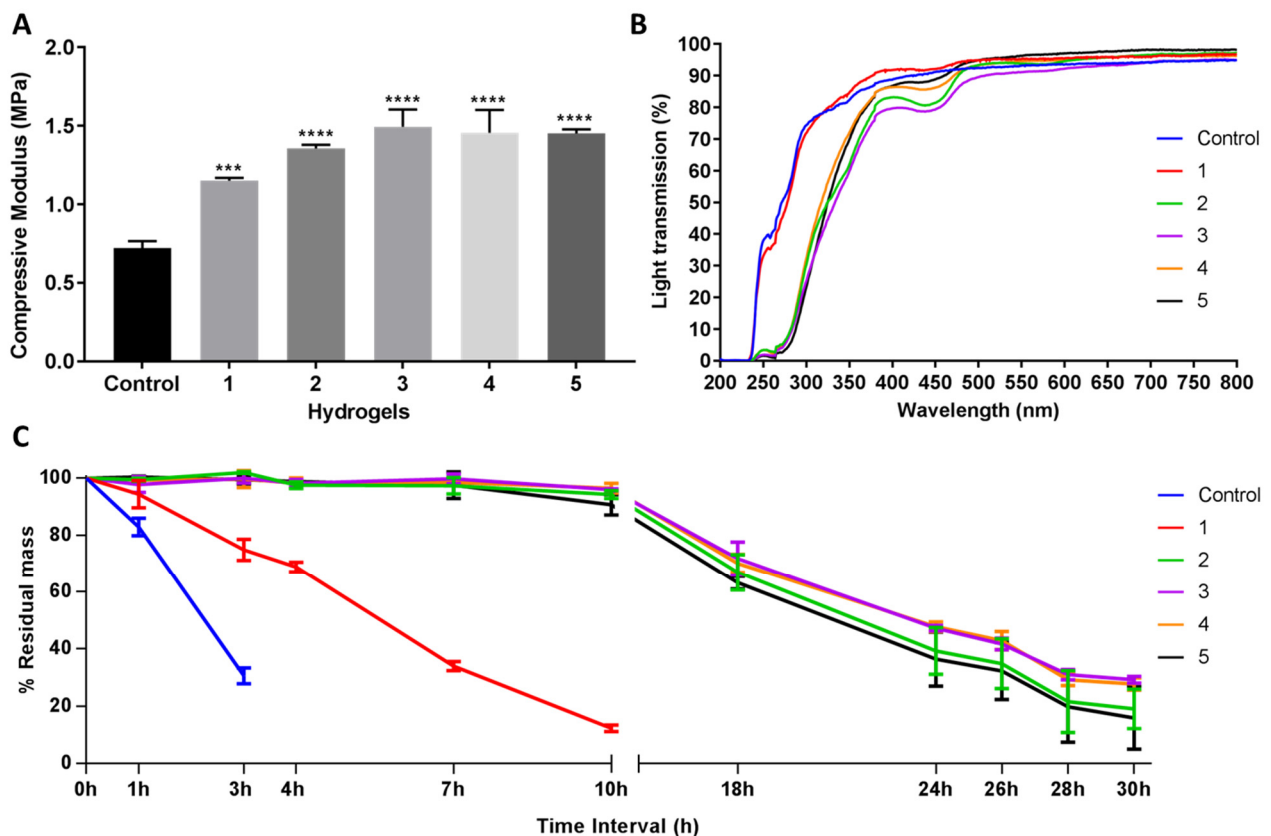 A
Compressive Modulus (MPa)
2.0
1.5
1.0
0.5
0.0
***
****
****
****
****
Control 1 2 3 4 5
Hydrogels
B
Light transmission (%)
100
90
80
70
60
50
40
30
20
10
0
200 250 300 350 400 450 500 550 600 650 700 750 800
Wavelength (nm)
Control
1
2
3
4
5
C
% Residual mass
100
80
60
40
20
0
0h 1h 3h 4h 7h 10h 18h 24h 26h 28h 30h
Time Interval (h)
Control
1
2
3
4
5